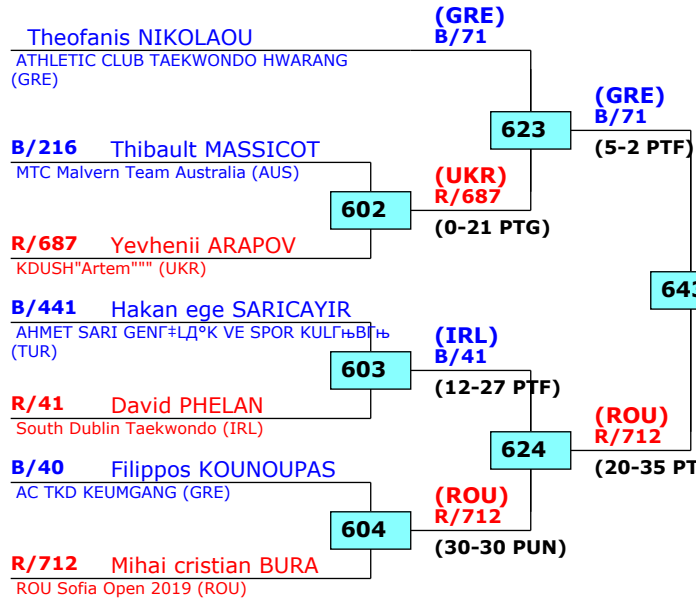 Theofanis NIKOLAOU
ATHLETIC CLUB TAEKWONDO HWARANG
(GRE)
(GRE)
B/71
623
(GRE)
B/71
(5-2 PTF)
B/216 Thibault MASSICOT
MTC Malvern Team Australia (AUS)
602
(UKR)
R/687
(0-21 PTG)
R/687 Yevhenii ARAPOV
KDUSH"Artem""" (UKR)
643
B/441 Hakan ege SARICAYIR
AHMET SARI GENГ‡LД°K VE SPOR KULГњBГњ
(TUR)
603
(IRL)
B/41
(12-27 PTF)
R/41 David PHELAN
South Dublin Taekwondo (IRL)
624
(ROU)
R/712
(20-35 PT
B/40 Filippos KOUNOUPAS
AC TKD KEUMGANG (GRE)
604
(ROU)
R/712
(30-30 PUN)
R/712 Mihai cristian BURA
ROU Sofia Open 2019 (ROU)